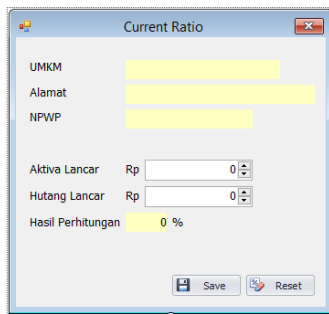 Current Ratio
UMKM
Alamat
NPWP
Aktiva Lancar Rp 0
Hutang Lancar Rp 0
Hasil Perhitungan 0 %
Save Reset